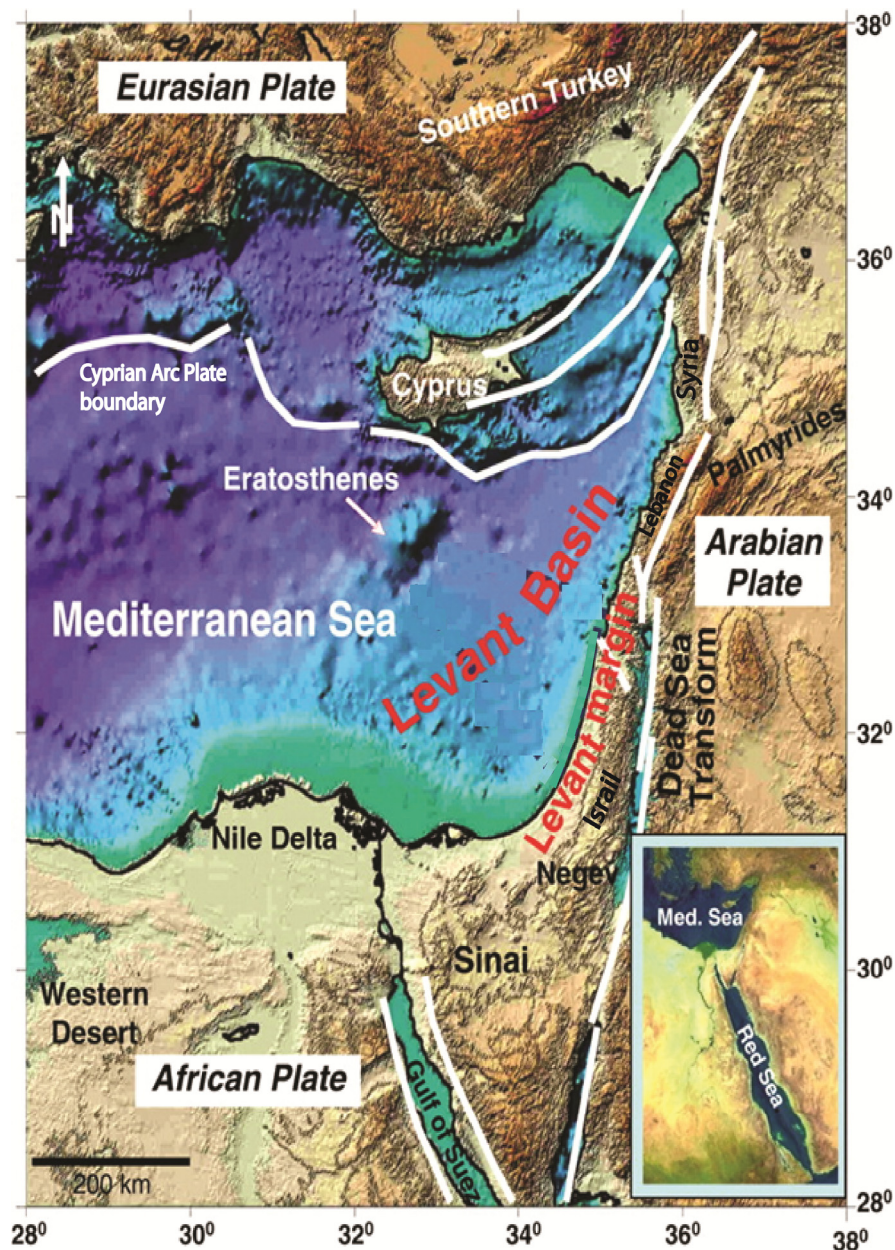 38⁰
Eurasian Plate
Southern Turkey
N
36⁰
Cyprian Arc Plate
boundary
Cyprus
Syria
Palmyrides
Eratosthenes
34⁰
Lebanon
Arabian
Plate
Levant Basin
Mediterranean Sea
Levant margin
Dead Sea
Transform
32⁰
Israil
Nile Delta
Negev
Med. Sea
Sinai
30⁰
Western
Desert
Red Sea
African Plate
Gulf of Suez
200 km
28⁰
28⁰ 30⁰ 32⁰ 34⁰ 36⁰ 38⁰